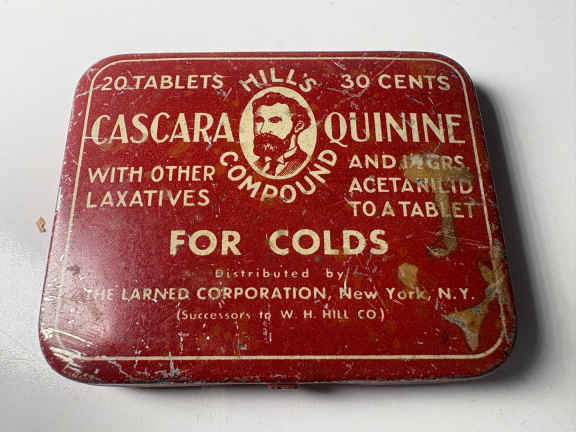 20 TABLETS HILL'S 30 CENTS
CASCARA QUININE
COMPOUND
WITH OTHER
LAXATIVES
AND GRS.
ACETANILID
TO A TABLET
FOR COLDS
Distributed by
THE LARNED CORPORATION, New York, N.Y.
(Successors to W. H. HILL CO)